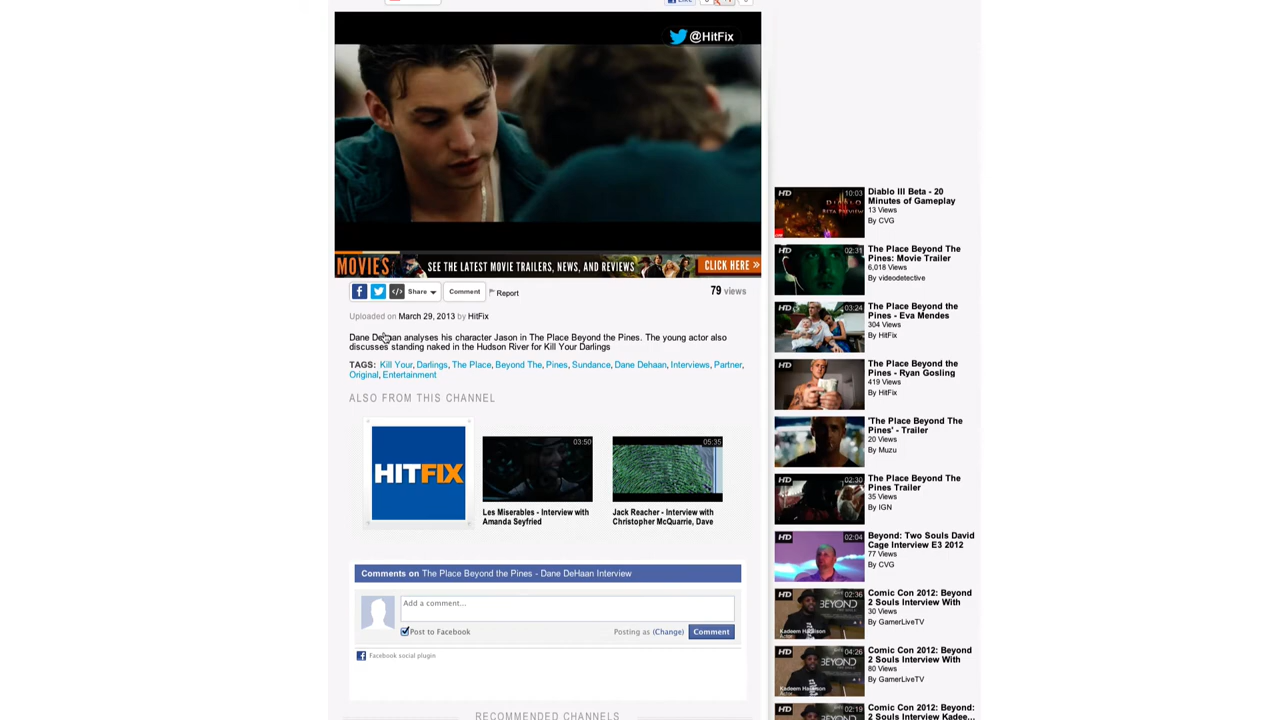 Like
@HitFix
MOVIES SEE THE LATEST MOVIE TRAILERS, NEWS, AND REVIEWS CLICK HERE »
Share Comment Report 79 views
Uploaded on March 29, 2013 by HitFix
Dane DeHaan analyses his character Jason in The Place Beyond the Pines. The young actor also
discusses standing naked in the Hudson River for Kill Your Darlings
TAGS: Kill Your, Darlings, The Place, Beyond The, Pines, Sundance, Dane Dehaan, Interviews, Partner,
Original, Entertainment
ALSO FROM THIS CHANNEL
HITFIX
03:50
Les Miserables - Interview with
Amanda Seyfried
05:35
Jack Reacher - Interview with
Christopher McQuarrie, Dave
Comments on The Place Beyond the Pines - Dane DeHaan Interview
Add a comment...
Post to Facebook Posting as (Change) Comment
Facebook social plugin
RECOMMENDED CHANNELS
HD 10:03
DIABLO
BETA PREVIEW
Diablo III Beta - 20
Minutes of Gameplay
13 Views
By CVG
HD 02:31
The Place Beyond The
Pines: Movie Trailer
6,018 Views
By videodetective
HD 03:24
The Place Beyond the
Pines - Eva Mendes
304 Views
By HitFix
HD
The Place Beyond the
Pines - Ryan Gosling
419 Views
By HitFix
'The Place Beyond The
Pines' - Trailer
20 Views
By Muzu
HD 02:30
The Place Beyond The
Pines Trailer
35 Views
By IGN
HD 02:04
Beyond: Two Souls David
Cage Interview E3 2012
77 Views
By CVG
HD 02:36
BEYOND
Kadeem Hardison
Actor
Comic Con 2012: Beyond
2 Souls Interview With
30 Views
By GamerLiveTV
HD 04:26
BEYOND
Kadeem Hardison
Actor
Comic Con 2012: Beyond
2 Souls Interview With
80 Views
By GamerLiveTV
HD 02:19
Comic Con 2012: Beyond:
2 Souls Interview Kadee...